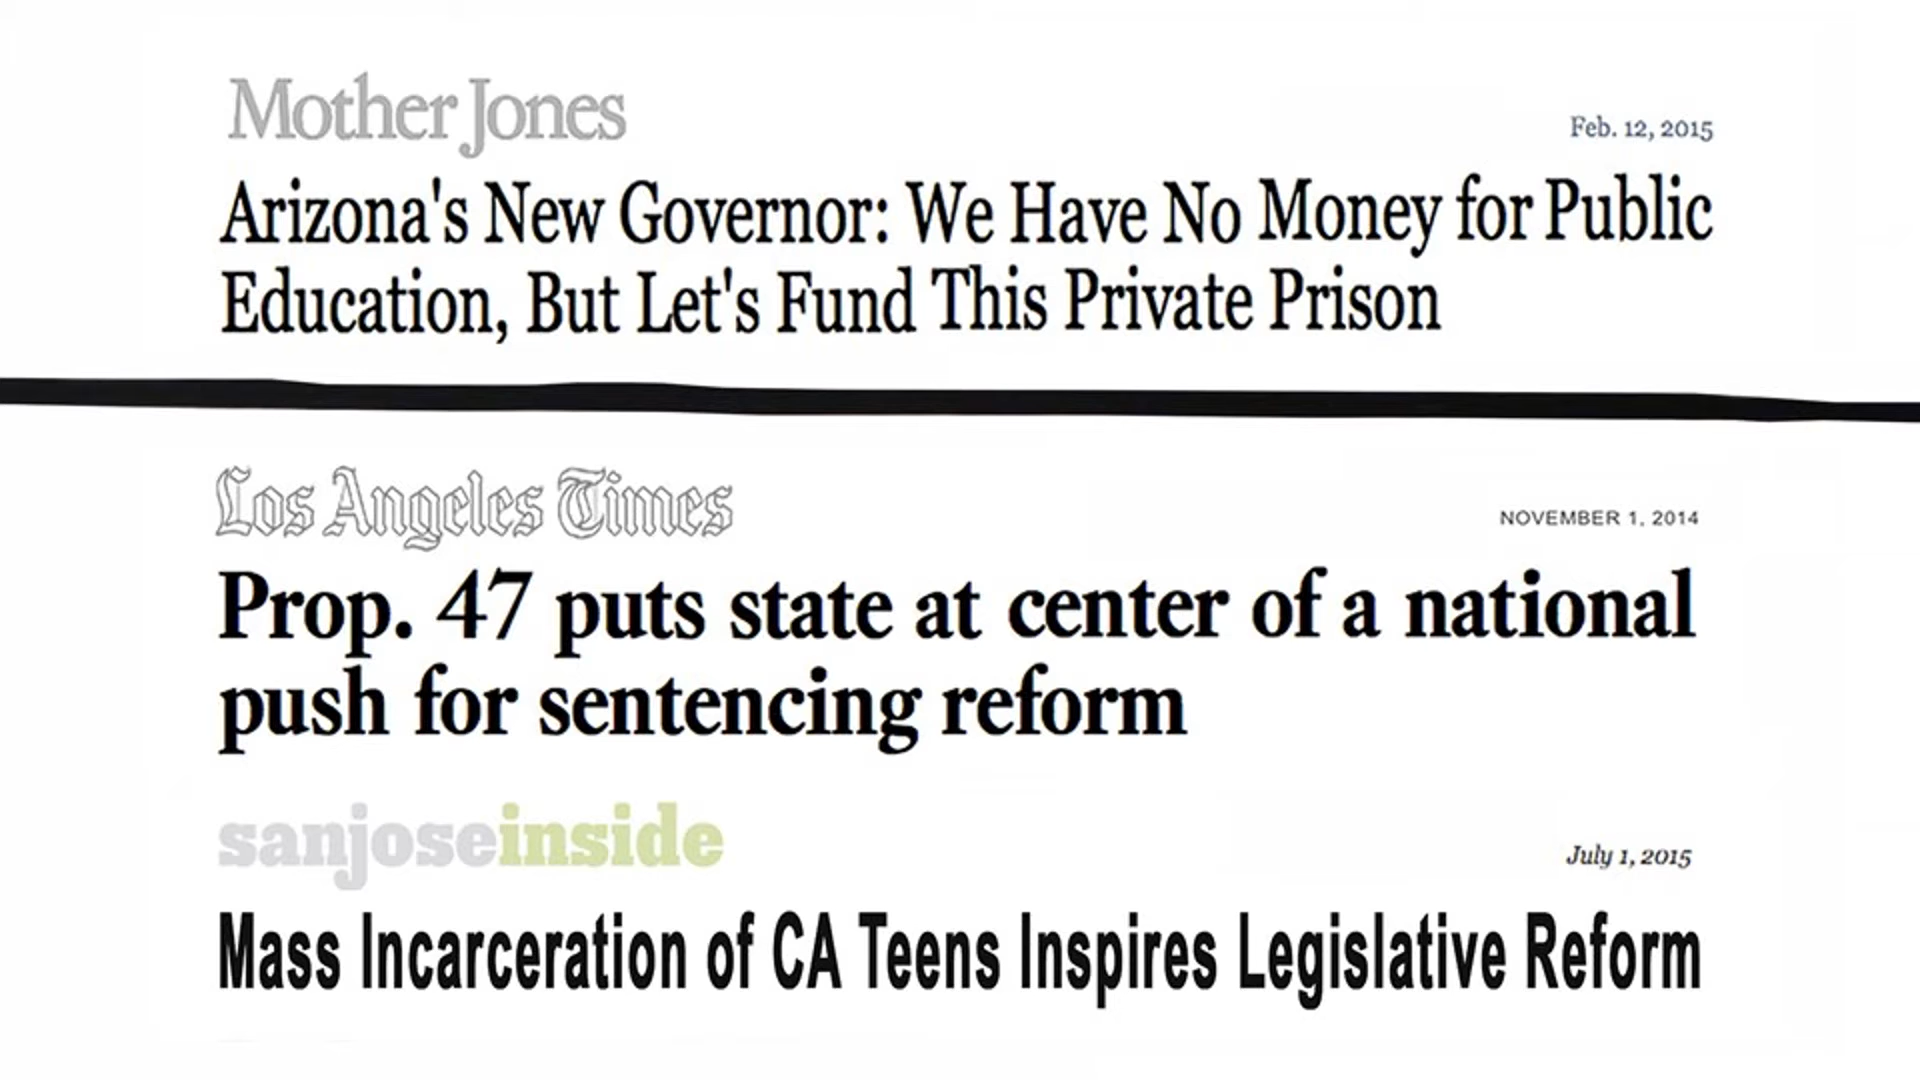 Mother Jones
Feb. 12, 2015
Arizona's New Governor: We Have No Money for Public
Education, But Let's Fund This Private Prison
Los Angeles Times
NOVEMBER 1, 2014
Prop. 47 puts state at center of a national
push for sentencing reform
sanjoseinside
July 1, 2015
Mass Incarceration of CA Teens Inspires Legislative Reform